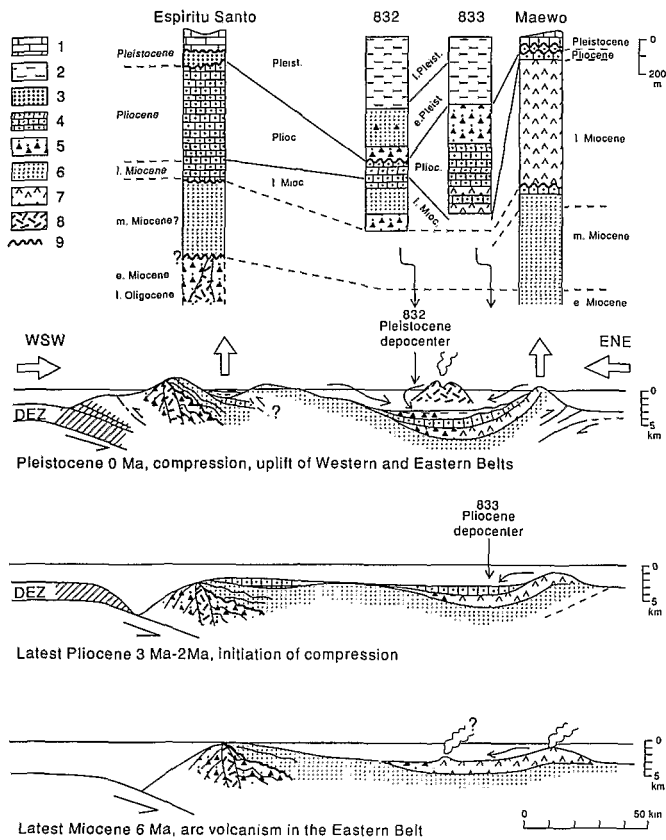 Espiritu Santo
832
833
Maewo
1
2
3
4
5
6
7
8
9
Pleistocene
Pliocene
l. Miocene
m. Miocene?
?
e. Miocene
l. Oligocene
Pleist.
Plioc
l. Mioc
l. Pleist.
e. Pleist
Plioc.
l. Mioc.
Pleistocene
Pliocene
l. Miocene
m. Miocene
e. Miocene
0
200
m
WSW
832
Pleistocene
depocenter
ENE
DEZ
?
0
5
km
Pleistocene 0 Ma, compression, uplift of Western and Eastern Belts
833
Pliocene
depocenter
DEZ
0
5
km
Latest Pliocene 3 Ma-2Ma, initiation of compression
?
0
5
km
Latest Miocene 6 Ma, arc volcanism in the Eastern Belt
0 50 km